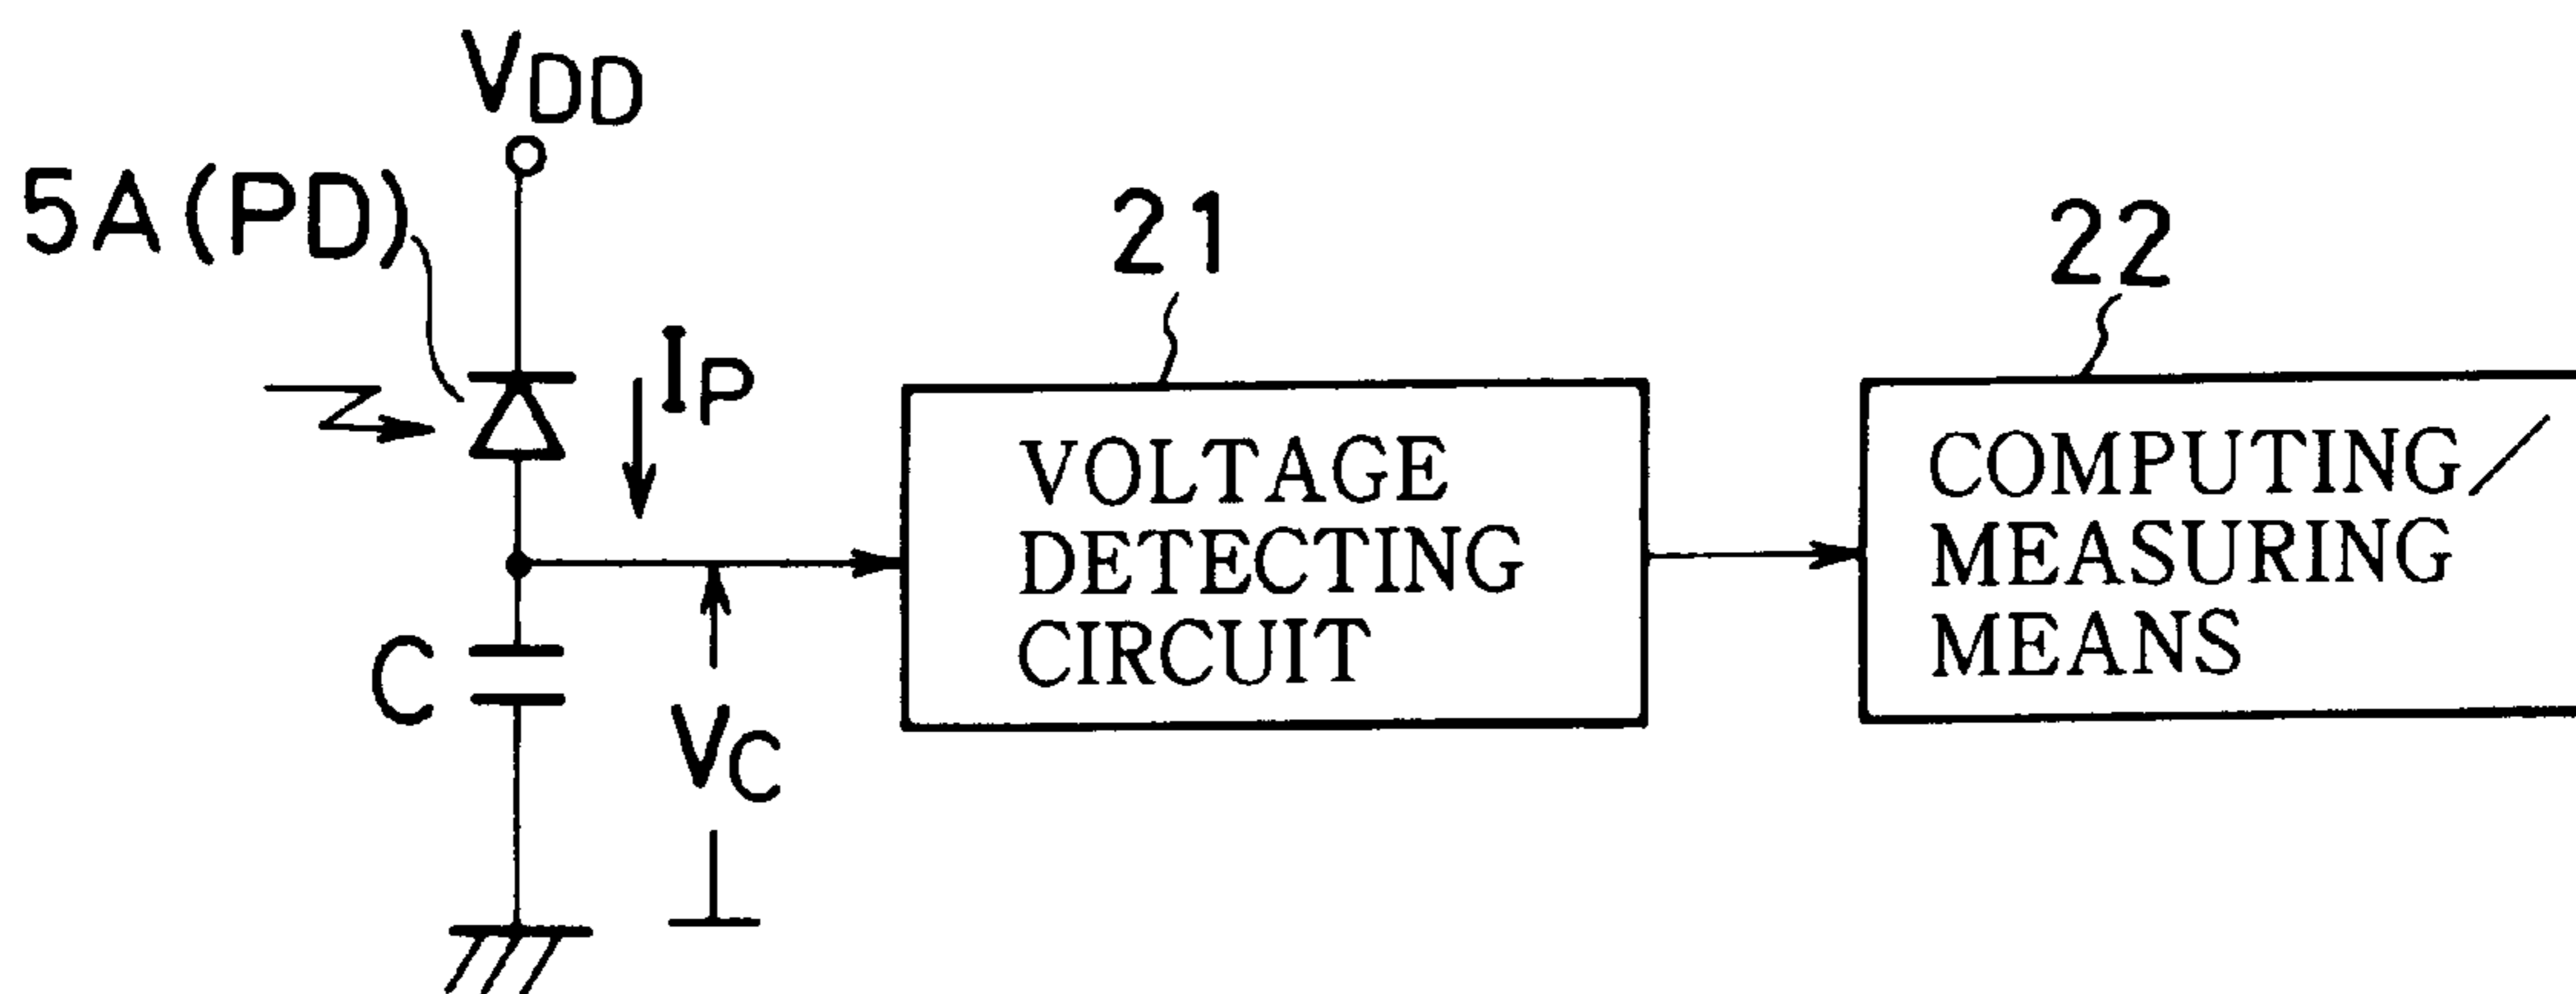 VDD
5A(PD)
21
22
IP
VOLTAGE
DETECTING
CIRCUIT
COMPUTING/
MEASURING
MEANS
C
VC